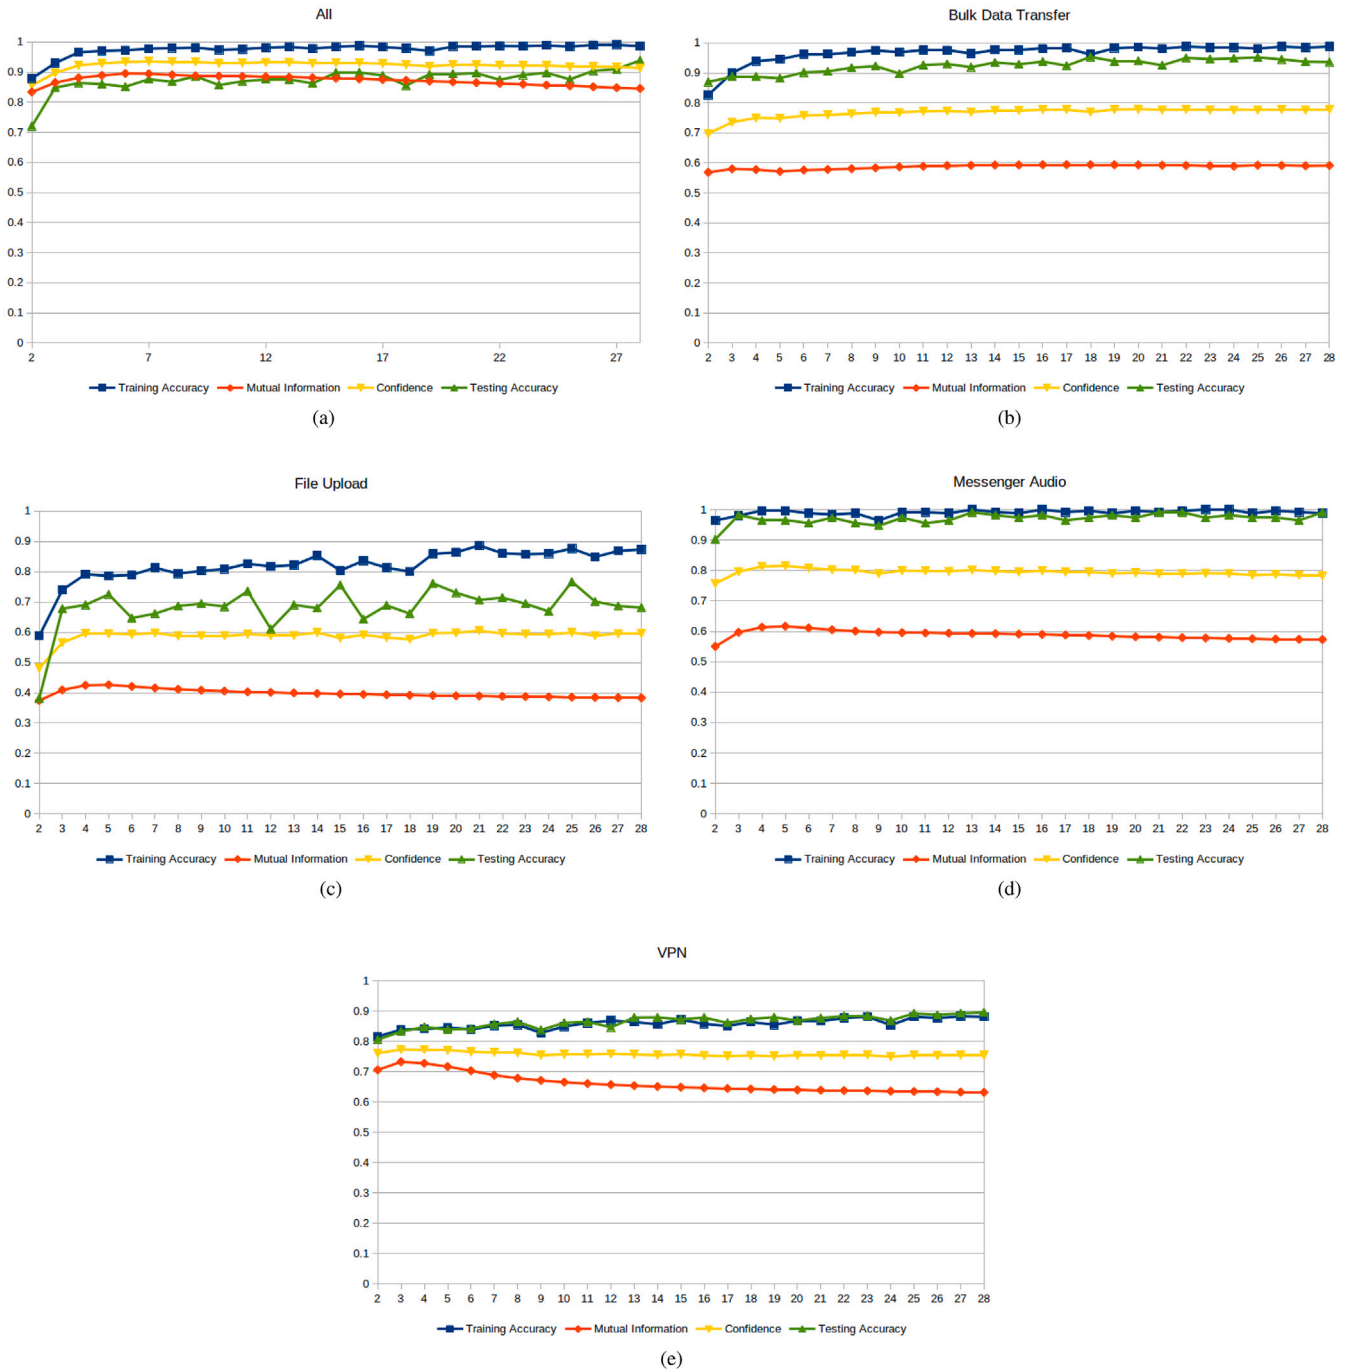 All
1
0.9
0.8
0.7
0.6
0.5
0.4
0.3
0.2
0.1
0
2 7 12 17 22 27
Training Accuracy Mutual Information Confidence Testing Accuracy
(a)
Bulk Data Transfer
1
0.9
0.8
0.7
0.6
0.5
0.4
0.3
0.2
0.1
0
2 3 4 5 6 7 8 9 10 11 12 13 14 15 16 17 18 19 20 21 22 23 24 25 26 27 28
Training Accuracy Mutual Information Confidence Testing Accuracy
(b)
File Upload
1
0.9
0.8
0.7
0.6
0.5
0.4
0.3
0.2
0.1
0
2 3 4 5 6 7 8 9 10 11 12 13 14 15 16 17 18 19 20 21 22 23 24 25 26 27 28
Training Accuracy Mutual Information Confidence Testing Accuracy
(c)
Messenger Audio
1
0.9
0.8
0.7
0.6
0.5
0.4
0.3
0.2
0.1
0
2 3 4 5 6 7 8 9 10 11 12 13 14 15 16 17 18 19 20 21 22 23 24 25 26 27 28
Training Accuracy Mutual Information Confidence Testing Accuracy
(d)
VPN
1
0.9
0.8
0.7
0.6
0.5
0.4
0.3
0.2
0.1
0
2 3 4 5 6 7 8 9 10 11 12 13 14 15 16 17 18 19 20 21 22 23 24 25 26 27 28
Training Accuracy Mutual Information Confidence Testing Accuracy
(e)